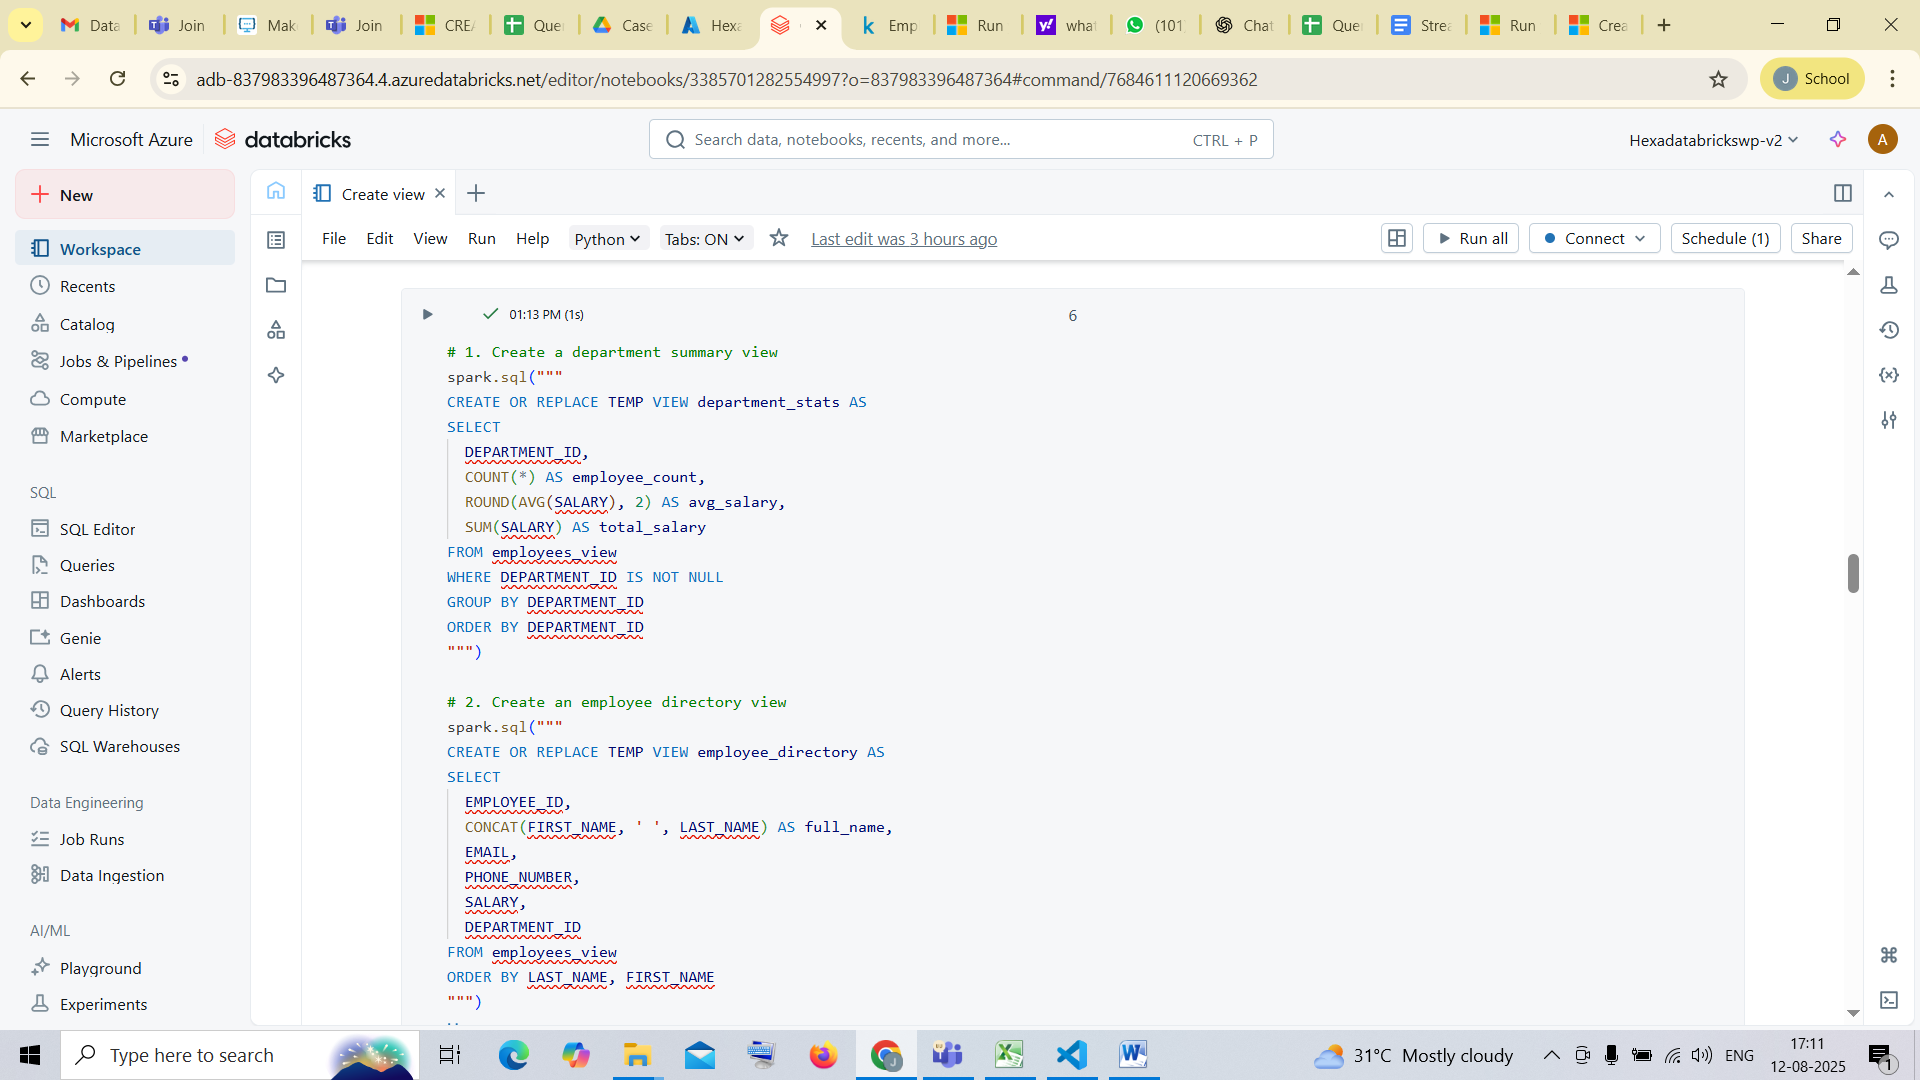 Data
Join
Mak
Join
CREA
Quer
Case
Hexa
Emp
Run
what
(101)
Chat
Quer
Strea
Run
Crea
adb-837983396487364.4.azuredatabricks.net/editor/notebooks/3385701282554997?o=837983396487364#command/7684611120669362
J School
Microsoft Azure databricks
Search data, notebooks, recents, and more... CTRL + P
Hexadatabrickswp-v2 A
New
Workspace
Recents
Catalog
Jobs & Pipelines
Compute
Marketplace
SQL
SQL Editor
Queries
Dashboards
Genie
Alerts
Query History
SQL Warehouses
Data Engineering
Job Runs
Data Ingestion
AI/ML
Playground
Experiments
Create view
File Edit View Run Help Python Tabs: ON Last edit was 3 hours ago
Run all Connect Schedule (1) Share
01:13 PM (1s) 6
# 1. Create a department summary view
spark.sql("""
CREATE OR REPLACE TEMP VIEW department_stats AS
SELECT
DEPARTMENT_ID,
COUNT(*) AS employee_count,
ROUND(AVG(SALARY), 2) AS avg_salary,
SUM(SALARY) AS total_salary
FROM employees_view
WHERE DEPARTMENT_ID IS NOT NULL
GROUP BY DEPARTMENT_ID
ORDER BY DEPARTMENT_ID
""")
# 2. Create an employee directory view
spark.sql("""
CREATE OR REPLACE TEMP VIEW employee_directory AS
SELECT
EMPLOYEE_ID,
CONCAT(FIRST_NAME, ' ', LAST_NAME) AS full_name,
EMAIL,
PHONE_NUMBER,
SALARY,
DEPARTMENT_ID
FROM employees_view
ORDER BY LAST_NAME, FIRST_NAME
""")
Type here to search
31°C Mostly cloudy
ENG
17:11
12-08-2025
1